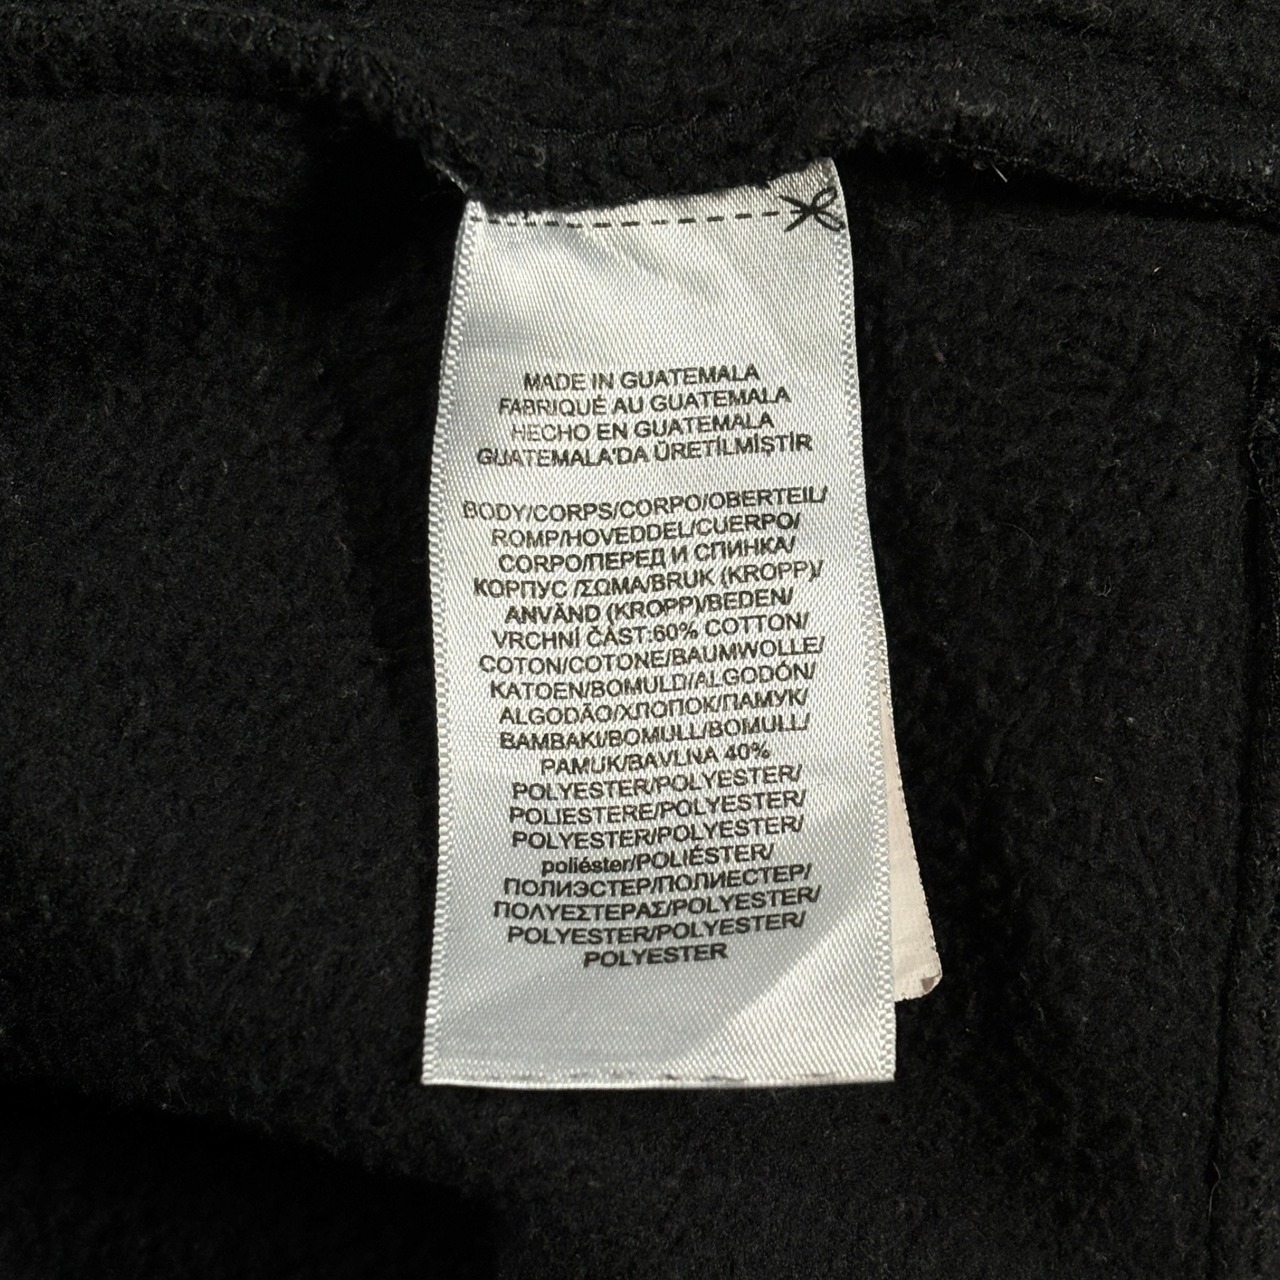 MADE IN GUATEMALA
FABRIQUÉ AU GUATEMALA
HECHO EN GUATEMALA
GUATEMALA'DA ÜRETİLMİŞTİR
BODY/CORPS/CORPO/OBERTEIL/
ROMP/HOVEDDEL/CUERPO/
CORPO/ПЕРЕД И СПИНКА/
КОРПУС /ΣΩΜΑ/BRUK (KROPP)/
ANVÄND (KROPP)/BEDEN/
VRCHNÍ ČÁST:60% COTTON/
COTON/COTONE/BAUMWOLLE/
KATOEN/BOMULD/ALGODÓN/
ALGODÃO/ХЛОПОК/ПАМУК/
BAMBAKI/BOMULL/BOMULL/
PAMUK/BAVLNA 40%
POLYESTER/POLYESTER/
POLIESTERE/POLYESTER/
POLYESTER/POLYESTER/
poliéster/POLIÉSTER/
ПОЛИЭСТЕР/ПОЛИЕСТЕР/
ΠΟΛΥΕΣΤΕΡΑΣ/POLYESTER/
POLYESTER/POLYESTER/
POLYESTER